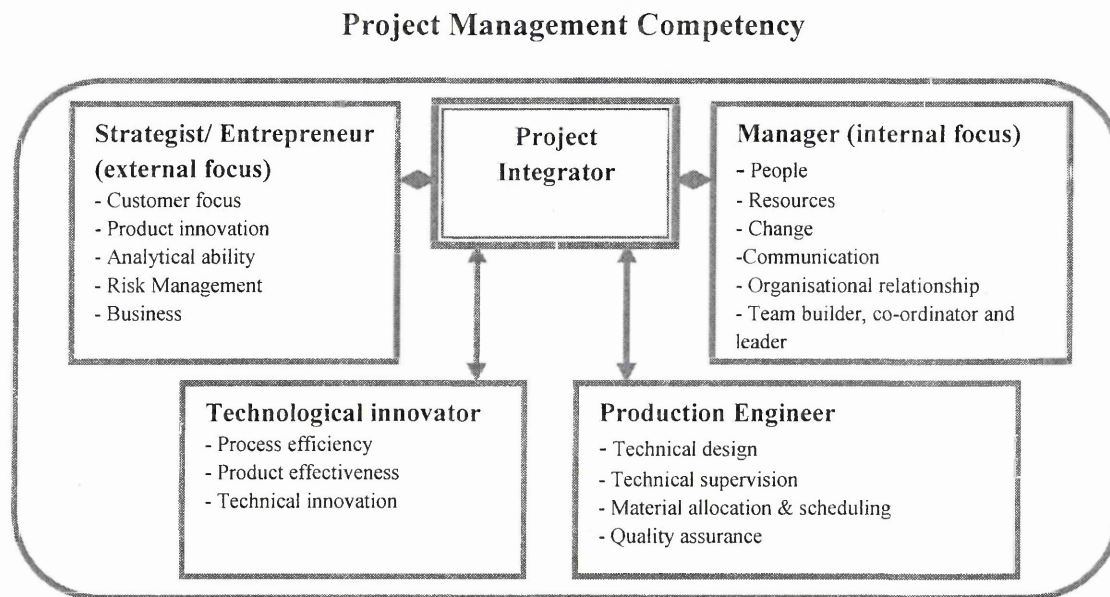 Project Management Competency
Strategist/ Entrepreneur
(external focus)
- Customer focus
- Product innovation
- Analytical ability
- Risk Management
- Business
Project
Integrator
Manager (internal focus)
- People
- Resources
- Change
-Communication
- Organisational relationship
- Team builder, co-ordinator and
leader
Technological innovator
- Process efficiency
- Product effectiveness
- Technical innovation
Production Engineer
- Technical design
- Technical supervision
- Material allocation & scheduling
- Quality assurance